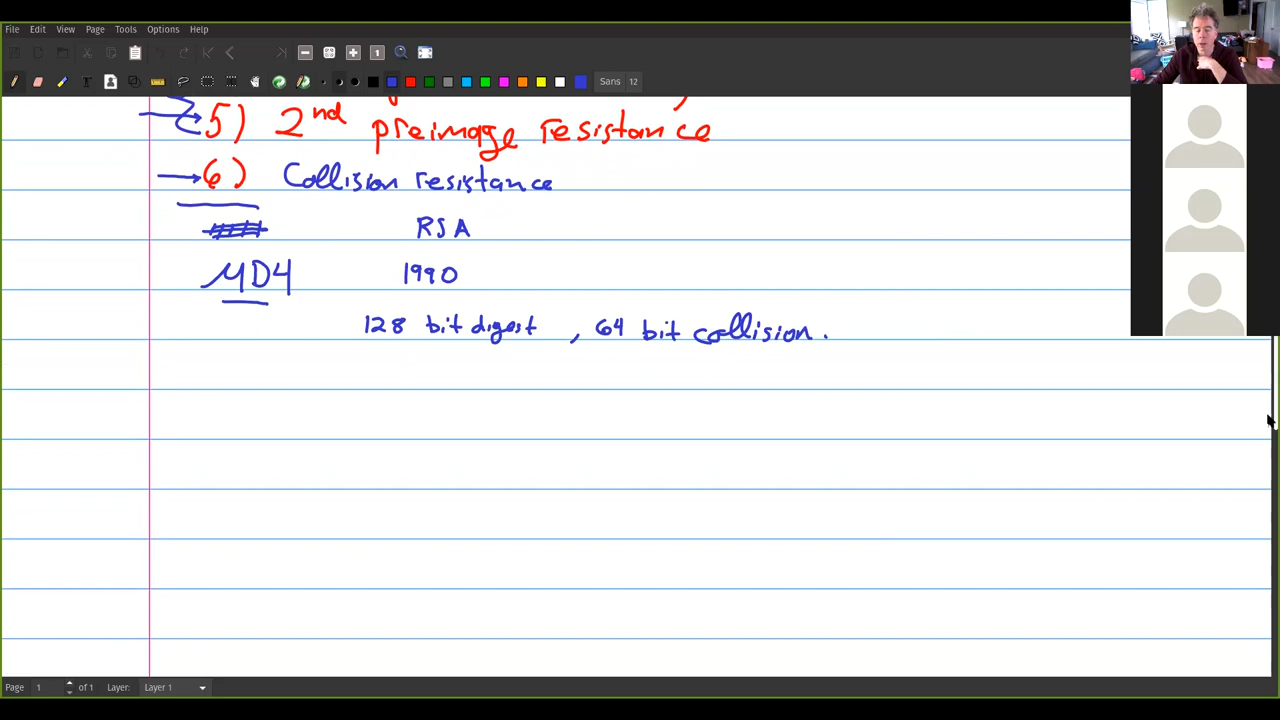 File Edit View Page Tools Options Help
Sans 12
5) 2nd preimage resistance
6) Collision resistance
RSA
MD4 1990
128 bit digest , 64 bit collision.
Page 1 of 1 Layer: Layer 1